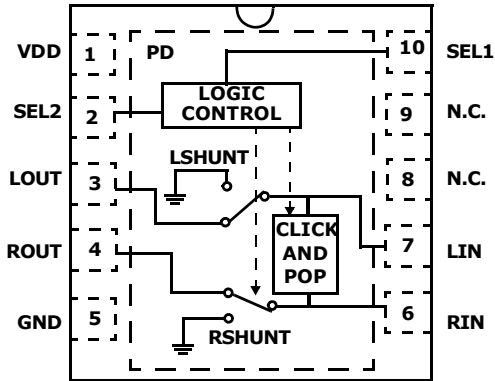 VDD 1 PD 10 SEL1
LOGIC
CONTROL
SEL2 2 9 N.C.
LSHUNT
LOUT 3 8 N.C.
CLICK
AND
POP
ROUT 4 7 LIN
GND 5 6 RIN
RSHUNT